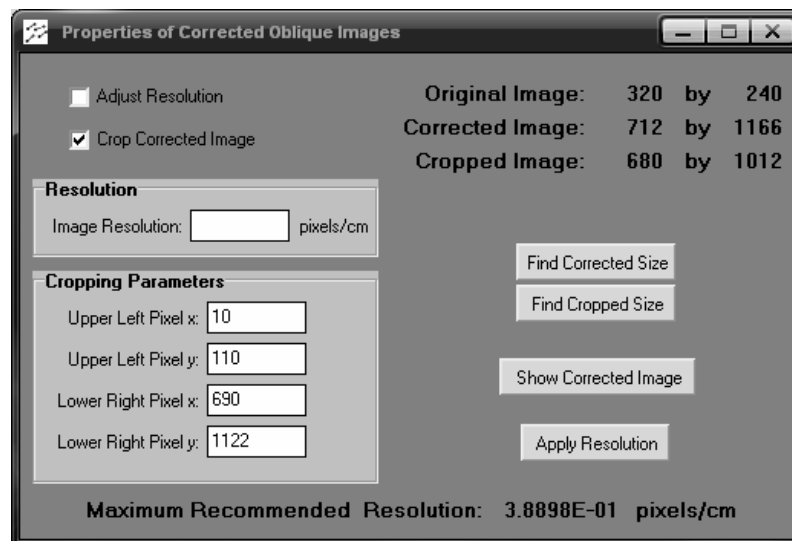 Properties of Corrected Oblique Images
Adjust Resolution
Crop Corrected Image
Original Image: 320 by 240
Corrected Image: 712 by 1166
Cropped Image: 680 by 1012
Resolution
Image Resolution: pixels/cm
Cropping Parameters
Upper Left Pixel x: 10
Upper Left Pixel y: 110
Lower Right Pixel x: 690
Lower Right Pixel y: 1122
Find Corrected Size
Find Cropped Size
Show Corrected Image
Apply Resolution
Maximum Recommended Resolution: 3.8898E-01 pixels/cm